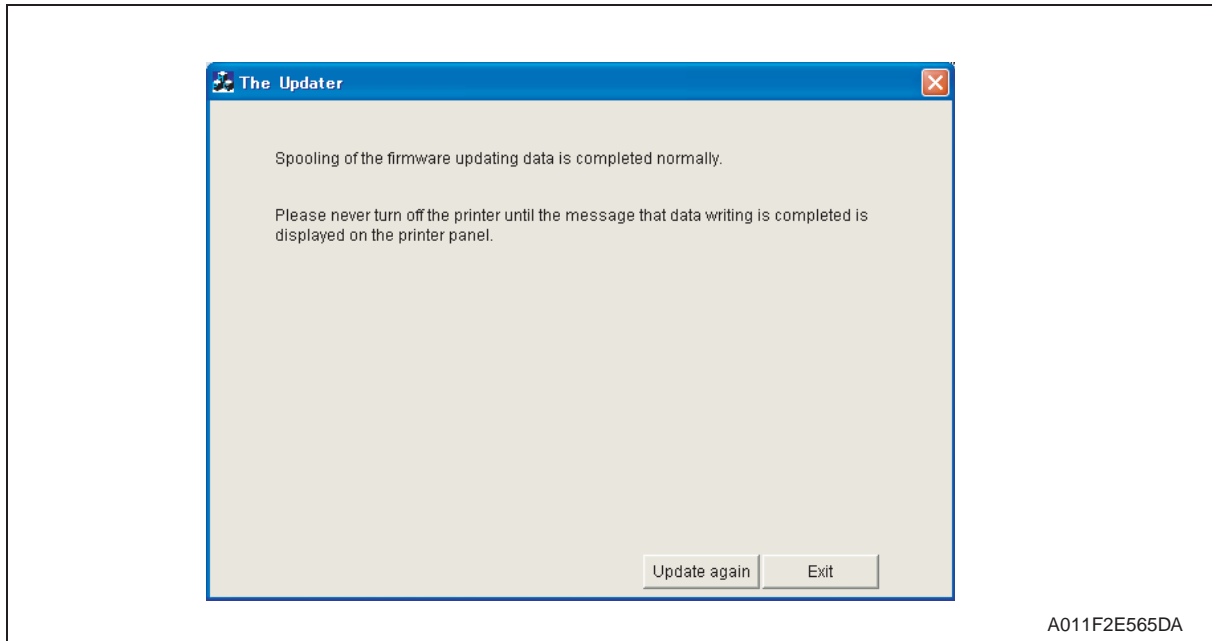 The Updater
Spooling of the firmware updating data is completed normally.
Please never turn off the printer until the message that data writing is completed is
displayed on the printer panel.
Update again
Exit
A011F2E565DA